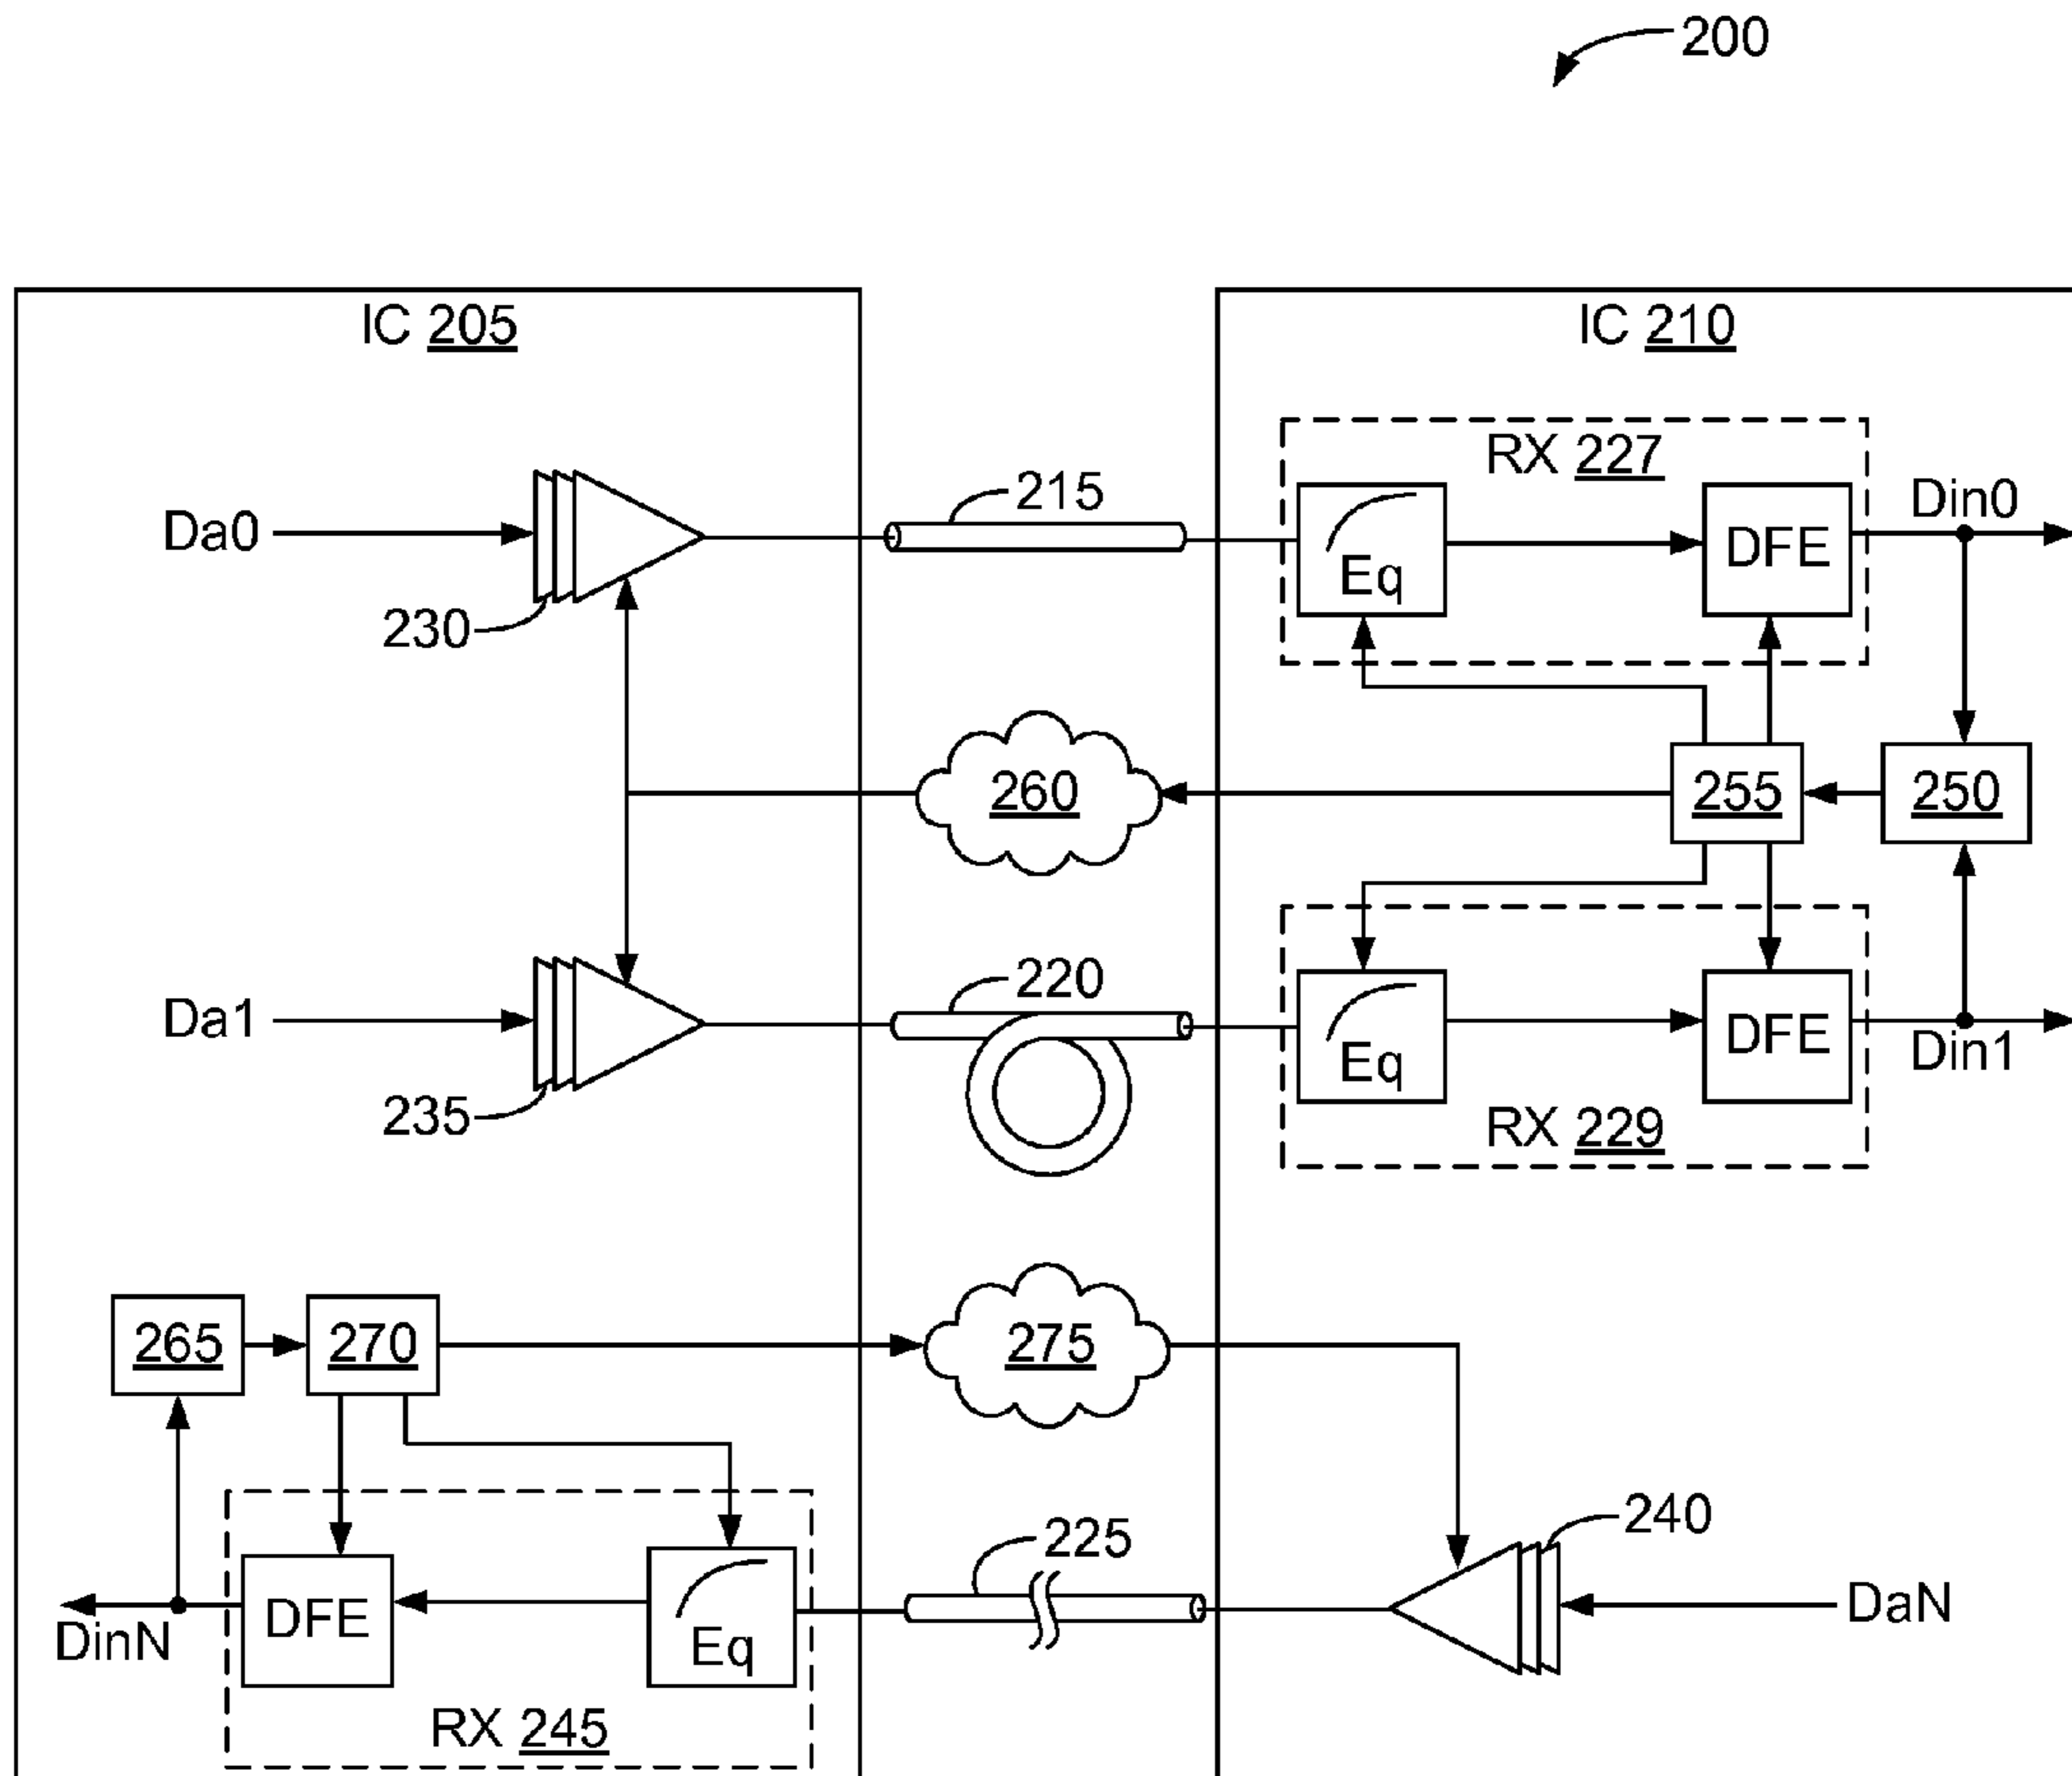 200
IC 205
IC 210
RX 227
215
Da0
Eq
DFE
Din0
230
260
255
250
220
Da1
Eq
DFE
Din1
235
RX 229
265
270
275
225
240
DinN
DFE
Eq
DaN
RX 245